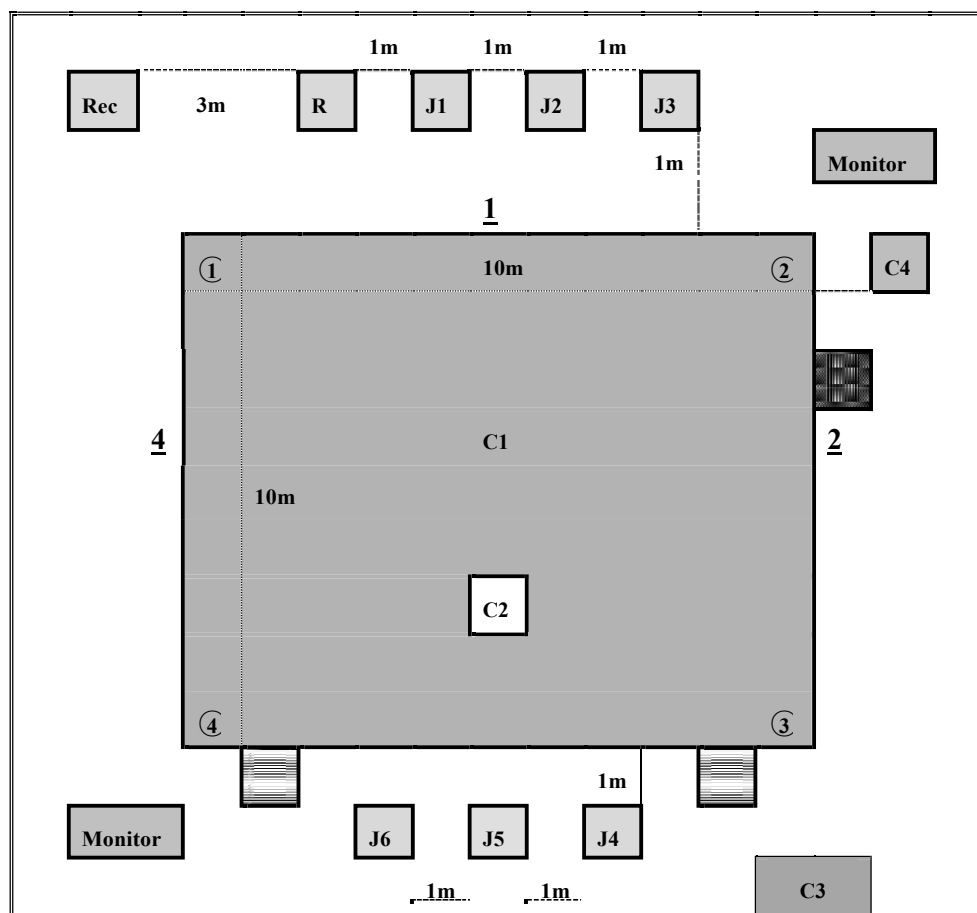 1m 1m 1m
Rec 3m R J1 J2 J3
1m Monitor
1
① 10m ② C4
4 C1 2
10m
C2
④ ③
1m
Monitor J6 J5 J4
1m 1m C3